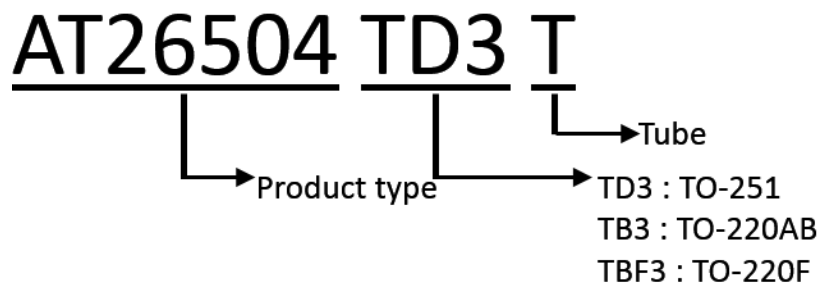 AT26504 TD3 T
Tube
Product type
TD3 : TO-251
TB3 : TO-220AB
TBF3 : TO-220F